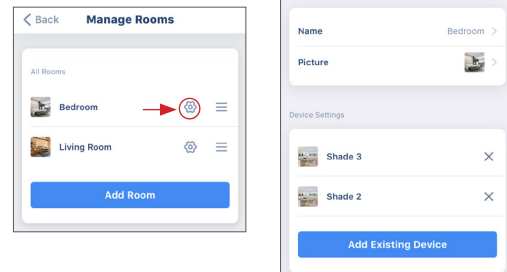 Back Manage Rooms
All Rooms
Bedroom
Living Room
Add Room
Name Bedroom
Picture
Device Settings
Shade 3
Shade 2
Add Existing Device